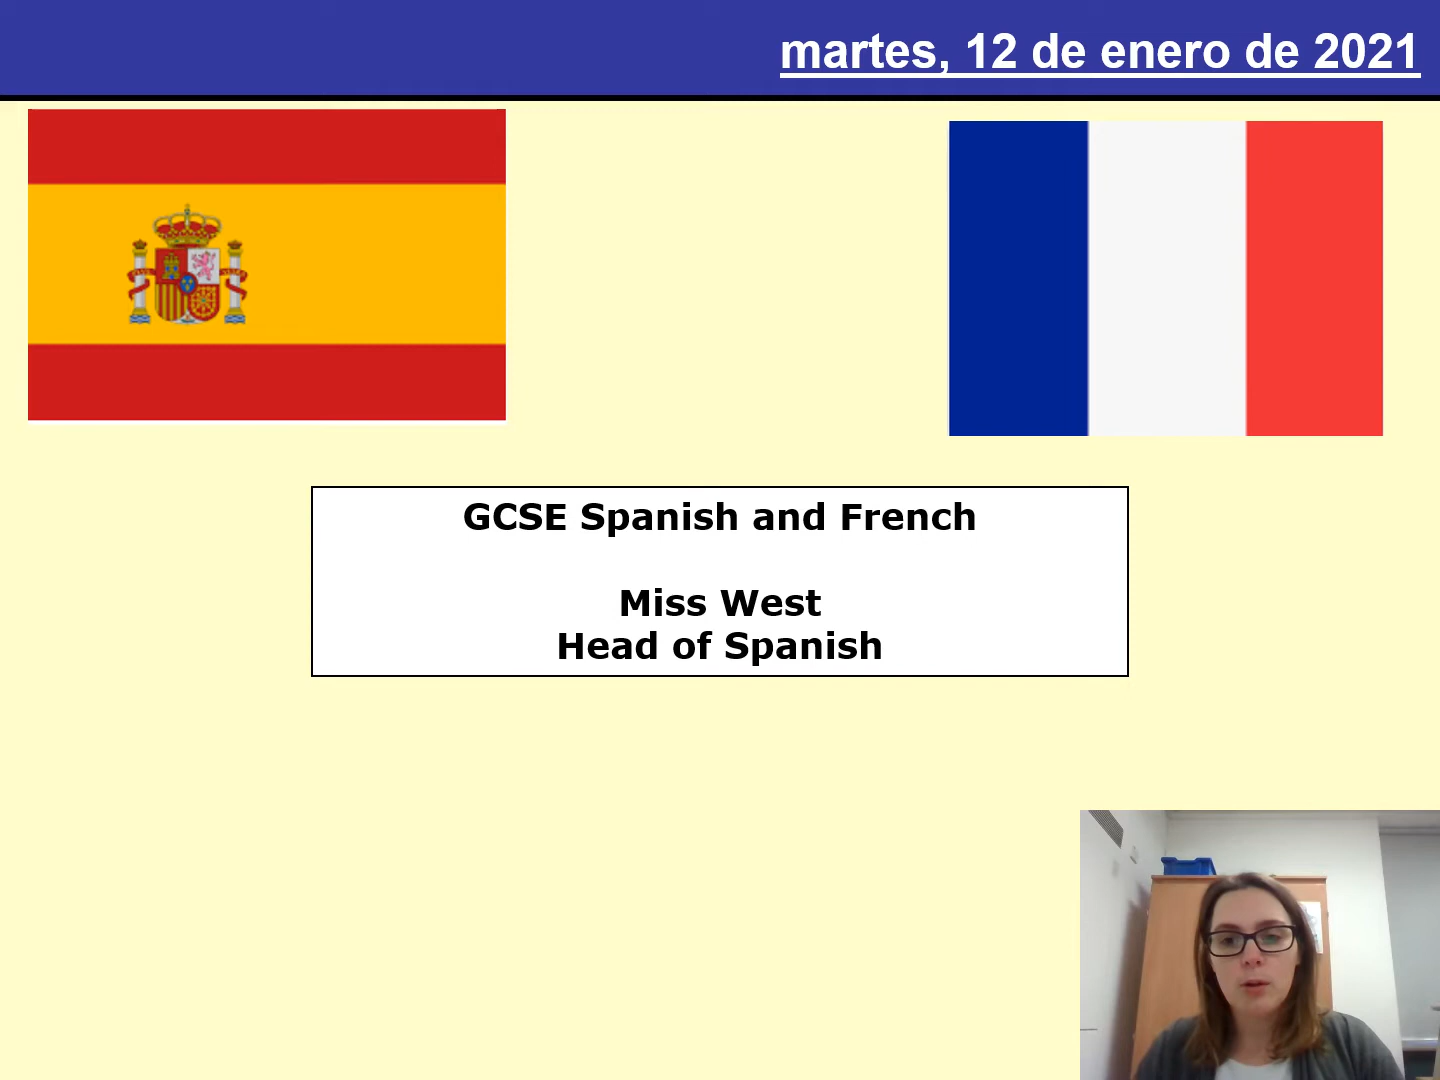 martes, 12 de enero de 2021
GCSE Spanish and French
Miss West
Head of Spanish